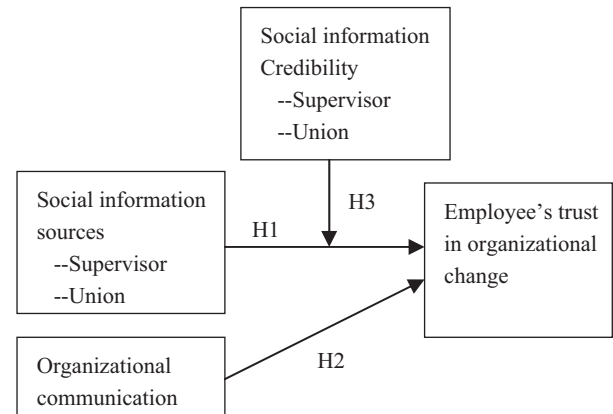 Social information
Credibility
--Supervisor
--Union
H3
Social information
sources
--Supervisor
--Union
H1
Employee’s trust
in organizational
change
H2
Organizational
communication